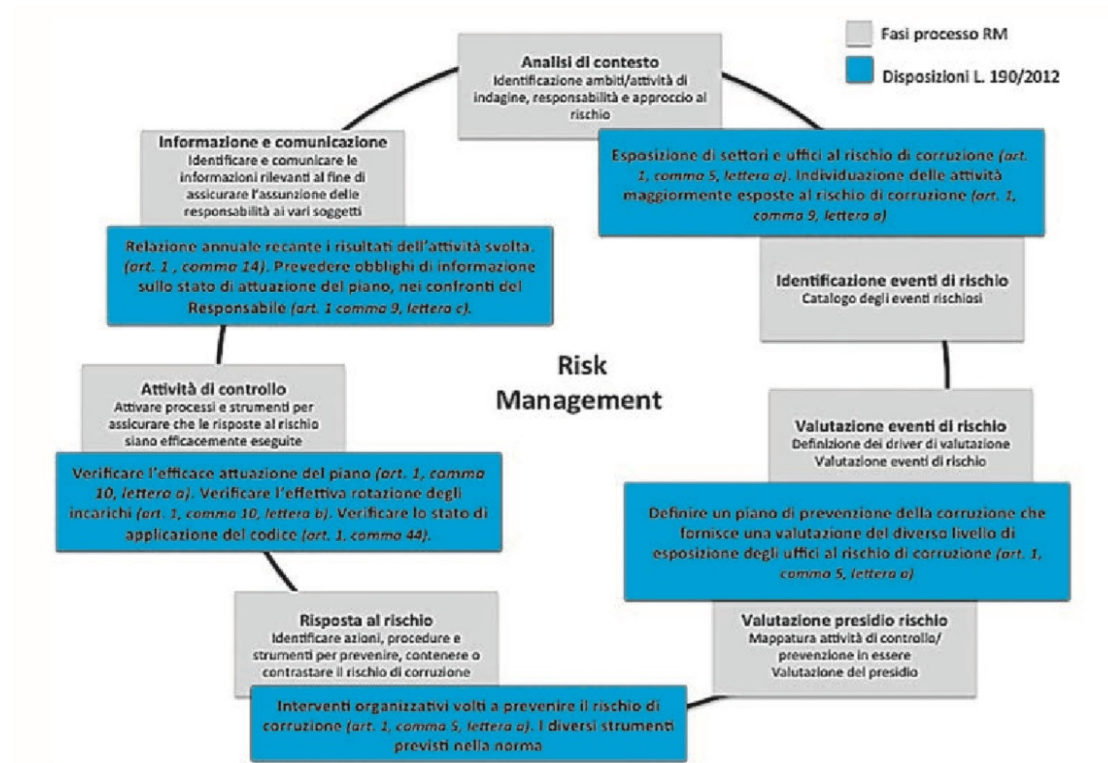 Fasi processo RM
Disposizioni L. 190/2012
Analisi di contesto
Identificazione ambiti/attività di
indagine, responsabilità e approccio al
rischio
Esposizione di settori e uffici al rischio di corruzione (art.
1, comma 5, lettera a). Individuazione delle attività
maggiormente esposte al rischio di corruzione (art. 1,
comma 9, lettera a)
Identificazione eventi di rischio
Catalogo degli eventi rischiosi
Valutazione eventi di rischio
Definizione dei driver di valutazione
Valutazione eventi di rischio
Definire un piano di prevenzione della corruzione che
fornisce una valutazione del diverso livello di
esposizione degli uffici al rischio di corruzione (art. 1,
comma 5, lettera a)
Valutazione presidio rischio
Mappatura attività di controllo/
prevenzione in essere
Valutazione del presidio
Risposta al rischio
Identificare azioni, procedure e
strumenti per prevenire, contenere o
contrastare il rischio di corruzione
Interventi organizzativi volti a prevenire il rischio di
corruzione (art. 1, comma 5, lettera a). I diversi strumenti
previsti nella norma
Attività di controllo
Attivare processi e strumenti per
assicurare che le risposte al rischio
siano efficacemente eseguite
Verificare l'efficace attuazione del piano (art. 1, comma
10, lettera a). Verificare l'effettiva rotazione degli
incarichi (art. 1, comma 10, lettera b). Verificare lo stato di
applicazione del codice (art. 1, comma 44).
Informazione e comunicazione
Identificare e comunicare le
informazioni rilevanti al fine di
assicurare l'assunzione delle
responsabilità ai vari soggetti
Relazione annuale recante i risultati dell'attività svolta.
(art. 1 , comma 14). Prevedere obblighi di informazione
sullo stato di attuazione del piano, nei confronti del
Responsabile (art. 1 comma 9, lettera c).
Risk
Management